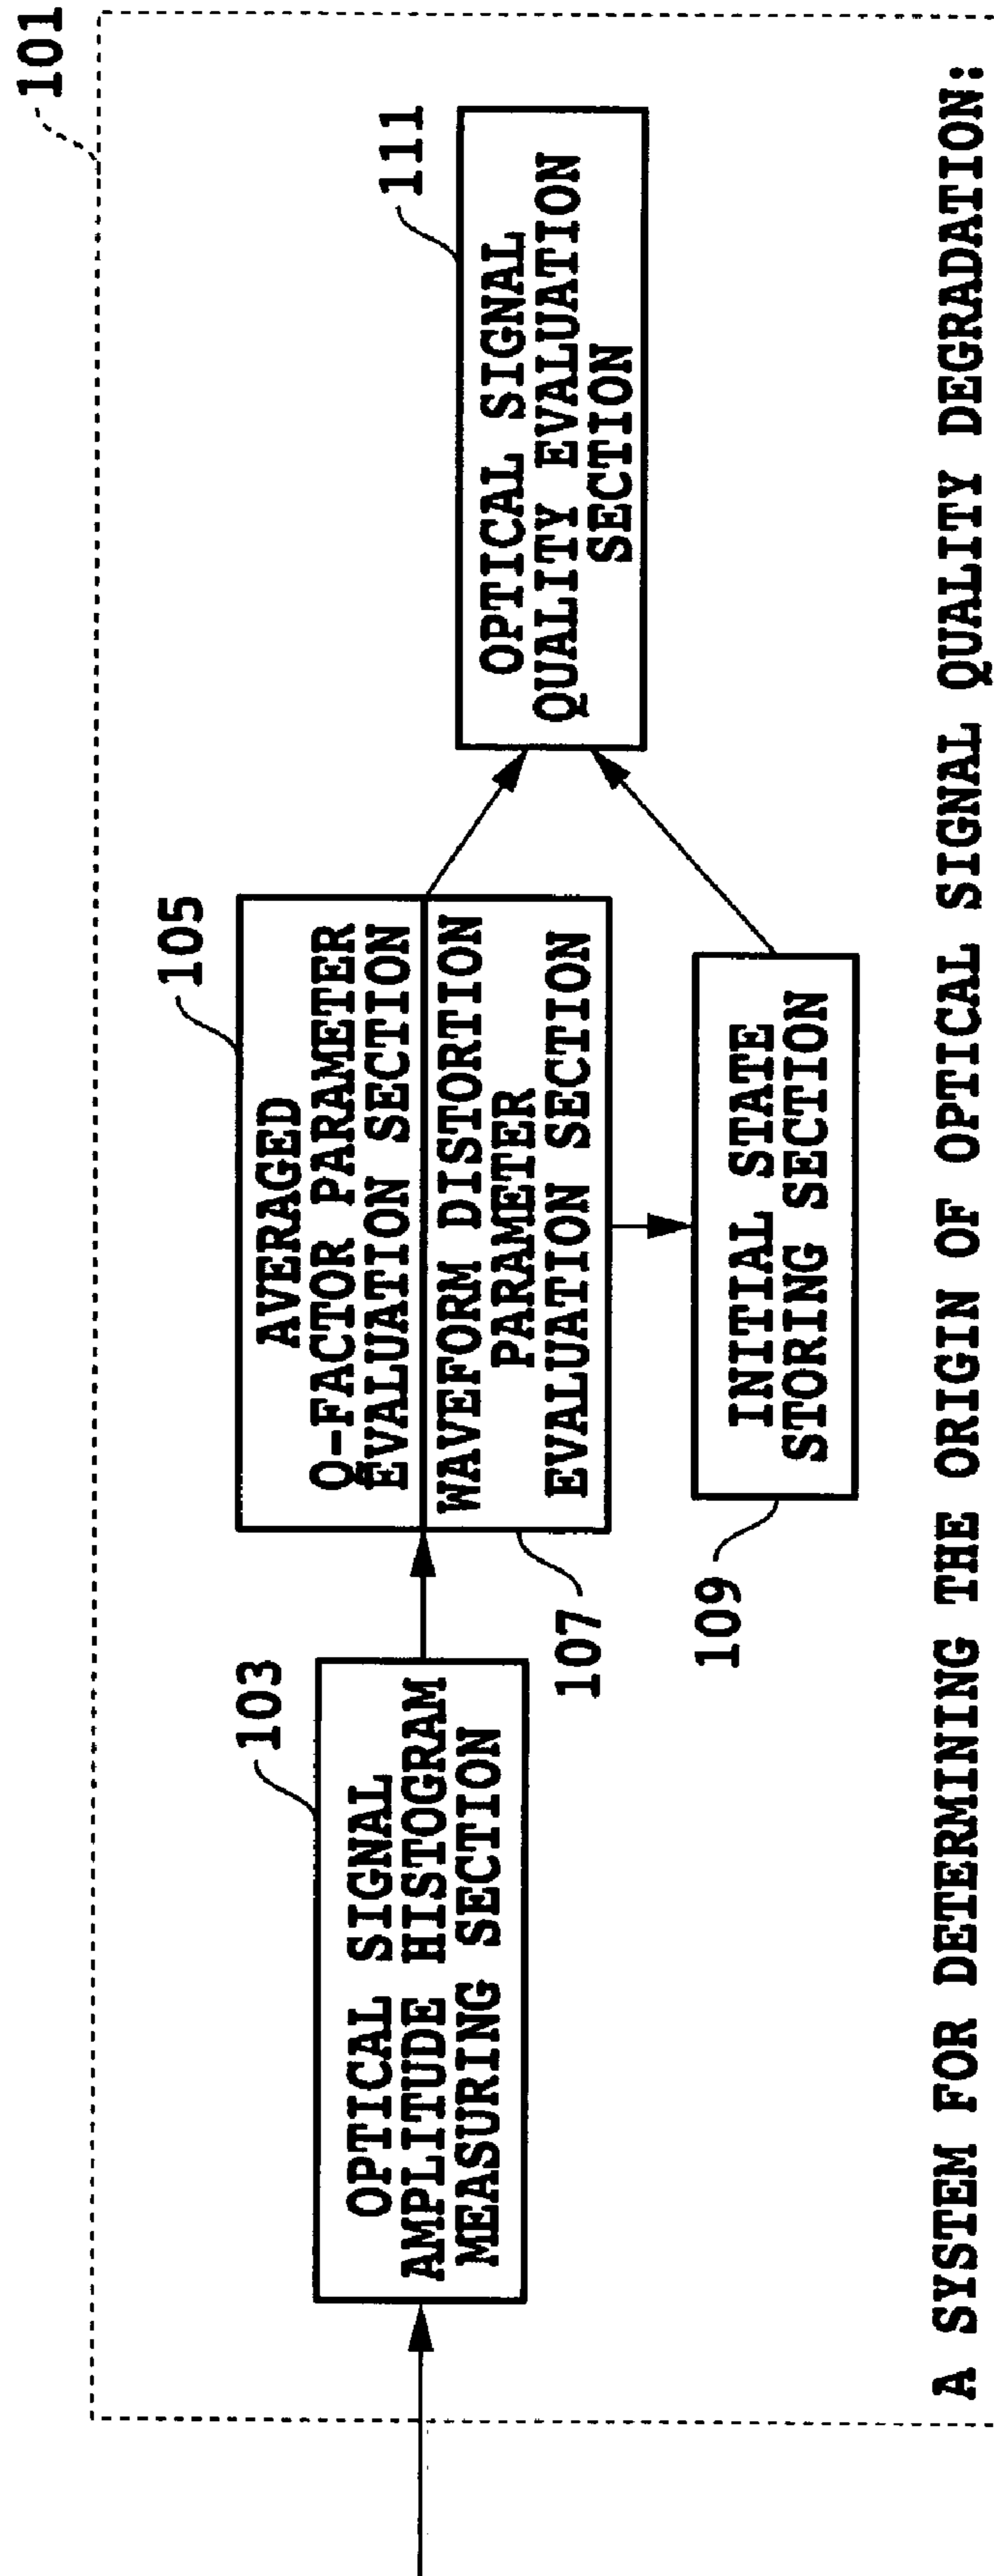 101
103
OPTICAL SIGNAL
AMPLITUDE HISTOGRAM
MEASURING SECTION
105
AVERAGED
Q-FACTOR PARAMETER
EVALUATION SECTION
WAVEFORM DISTORTION
PARAMETER
EVALUATION SECTION
107
109
INITIAL STATE
STORING SECTION
111
OPTICAL SIGNAL
QUALITY EVALUATION
SECTION
A SYSTEM FOR DETERMINING THE ORIGIN OF OPTICAL SIGNAL QUALITY DEGRADATION: